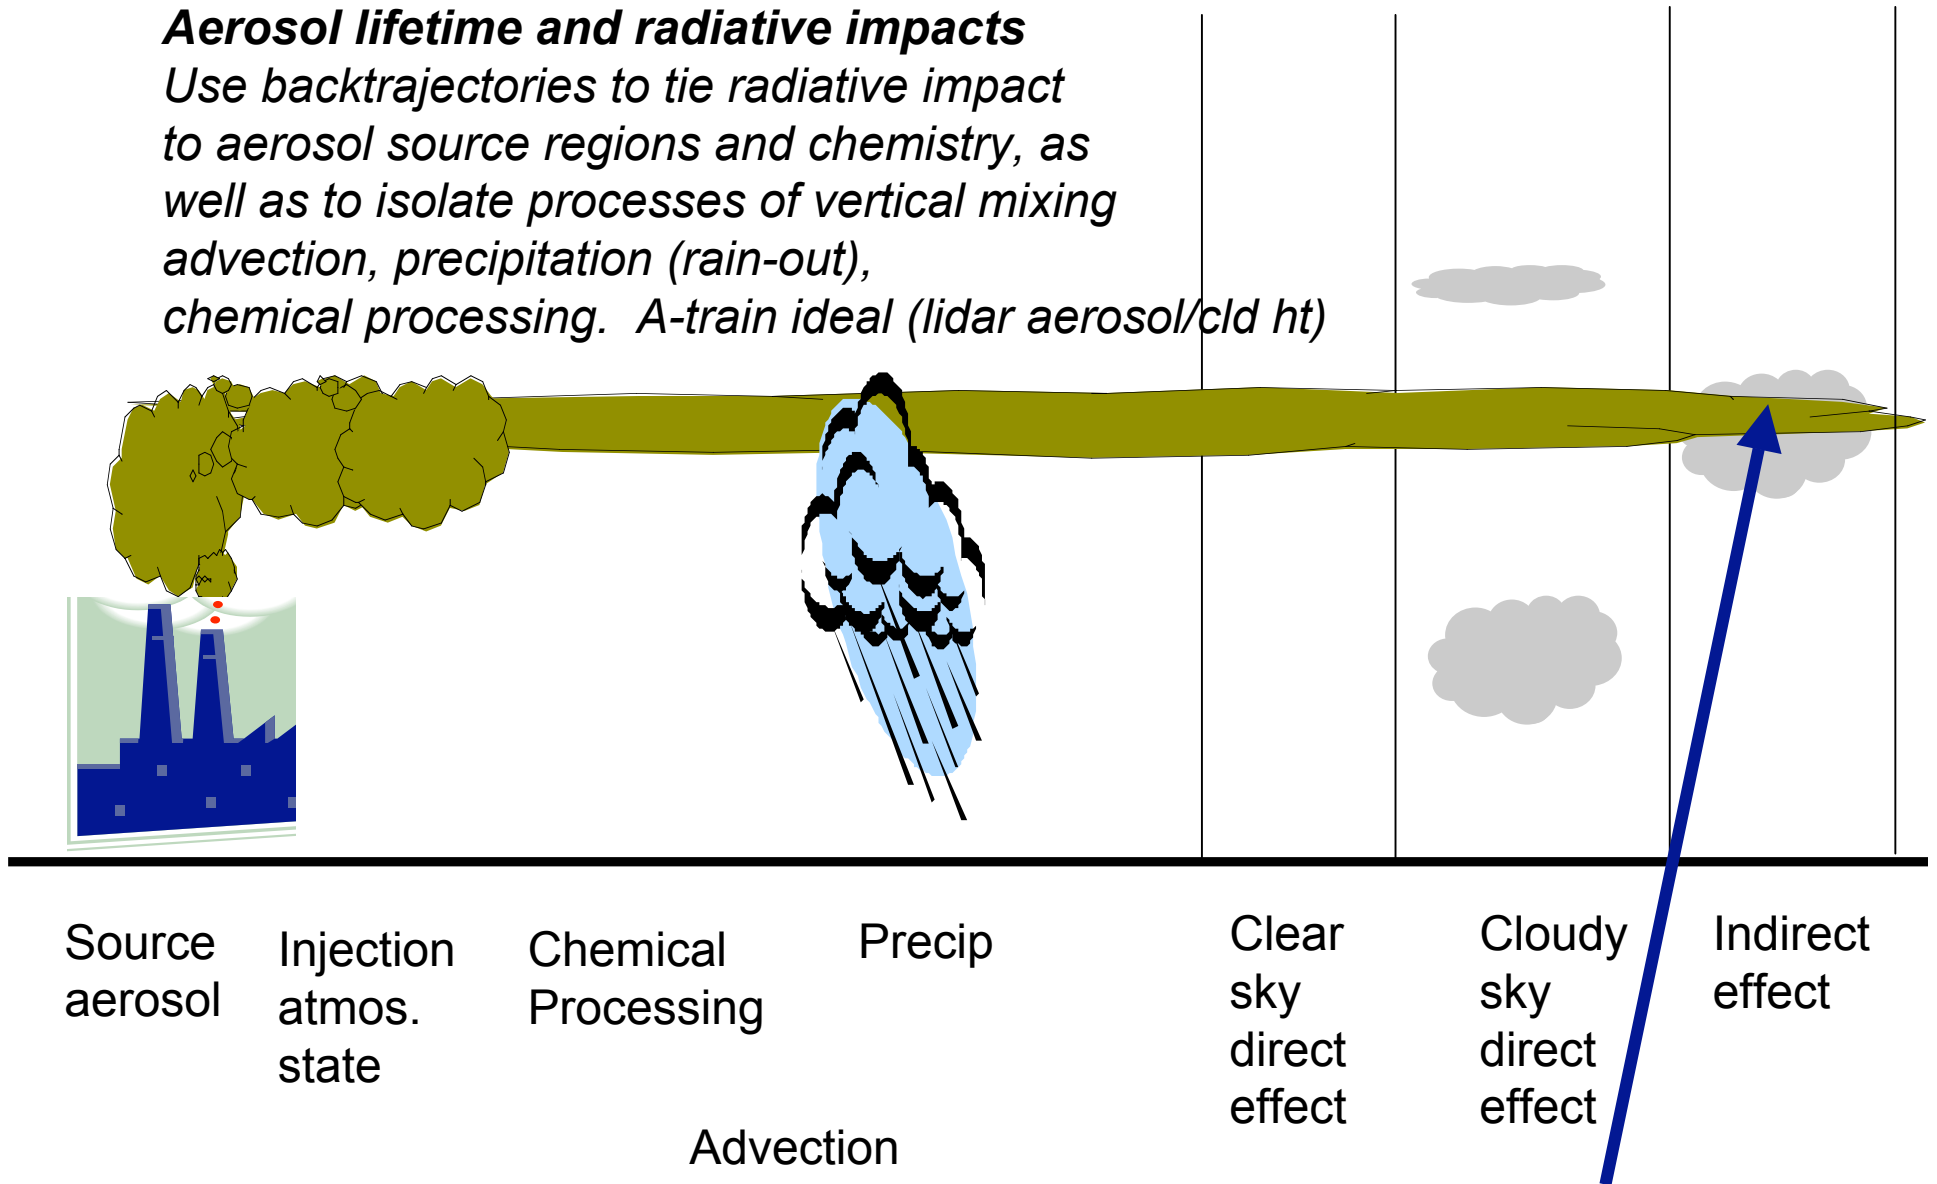 Aerosol lifetime and radiative impacts
Use backtrajectories to tie radiative impact
to aerosol source regions and chemistry, as
well as to isolate processes of vertical mixing
advection, precipitation (rain-out),
chemical processing.  A-train ideal (lidar aerosol/cld ht)
Source
aerosol
Injection
atmos.
state
Chemical
Processing
Precip
Advection
Clear
sky
direct
effect
Cloudy
sky
direct
effect
Indirect
effect